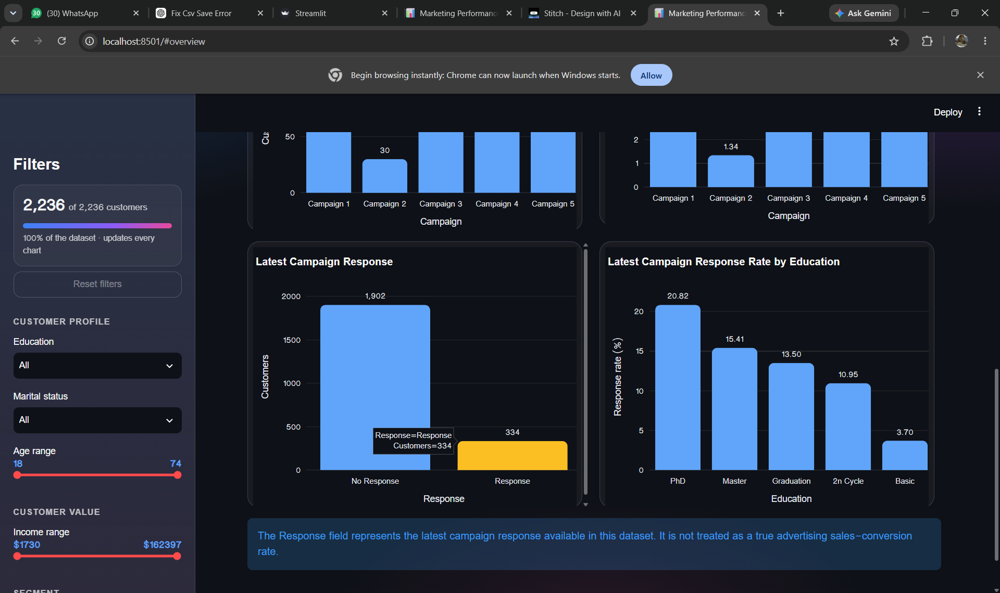 (30) WhatsApp
Fix Csv Save Error
Streamlit
Marketing Performanc
Stitch - Design with AI
Marketing Performanc
Ask Gemini
localhost:8501/#overview
Begin browsing instantly: Chrome can now launch when Windows starts.
Allow
Deploy
Filters
2,236 of 2,236 customers
100% of the dataset · updates every
chart
Reset filters
CUSTOMER PROFILE
Education
All
Marital status
All
Age range
18 74
CUSTOMER VALUE
Income range
$1730 $162397
SEGMENT
Cu
50
30
0
Campaign 1 Campaign 2 Campaign 3 Campaign 4 Campaign 5
Campaign
2
1.34
1
0
Campaign 1 Campaign 2 Campaign 3 Campaign 4 Campaign 5
Campaign
Latest Campaign Response
2000
1,902
1500
1000
500
0
Customers
334
Response=Response
Customers=334
No Response Response
Response
Latest Campaign Response Rate by Education
20.82
20
15.41
15
13.50
10.95
10
5
3.70
0
Response rate (%)
PhD Master Graduation 2n Cycle Basic
Education
The Response field represents the latest campaign response available in this dataset. It is not treated as a true advertising sales-conversion
rate.